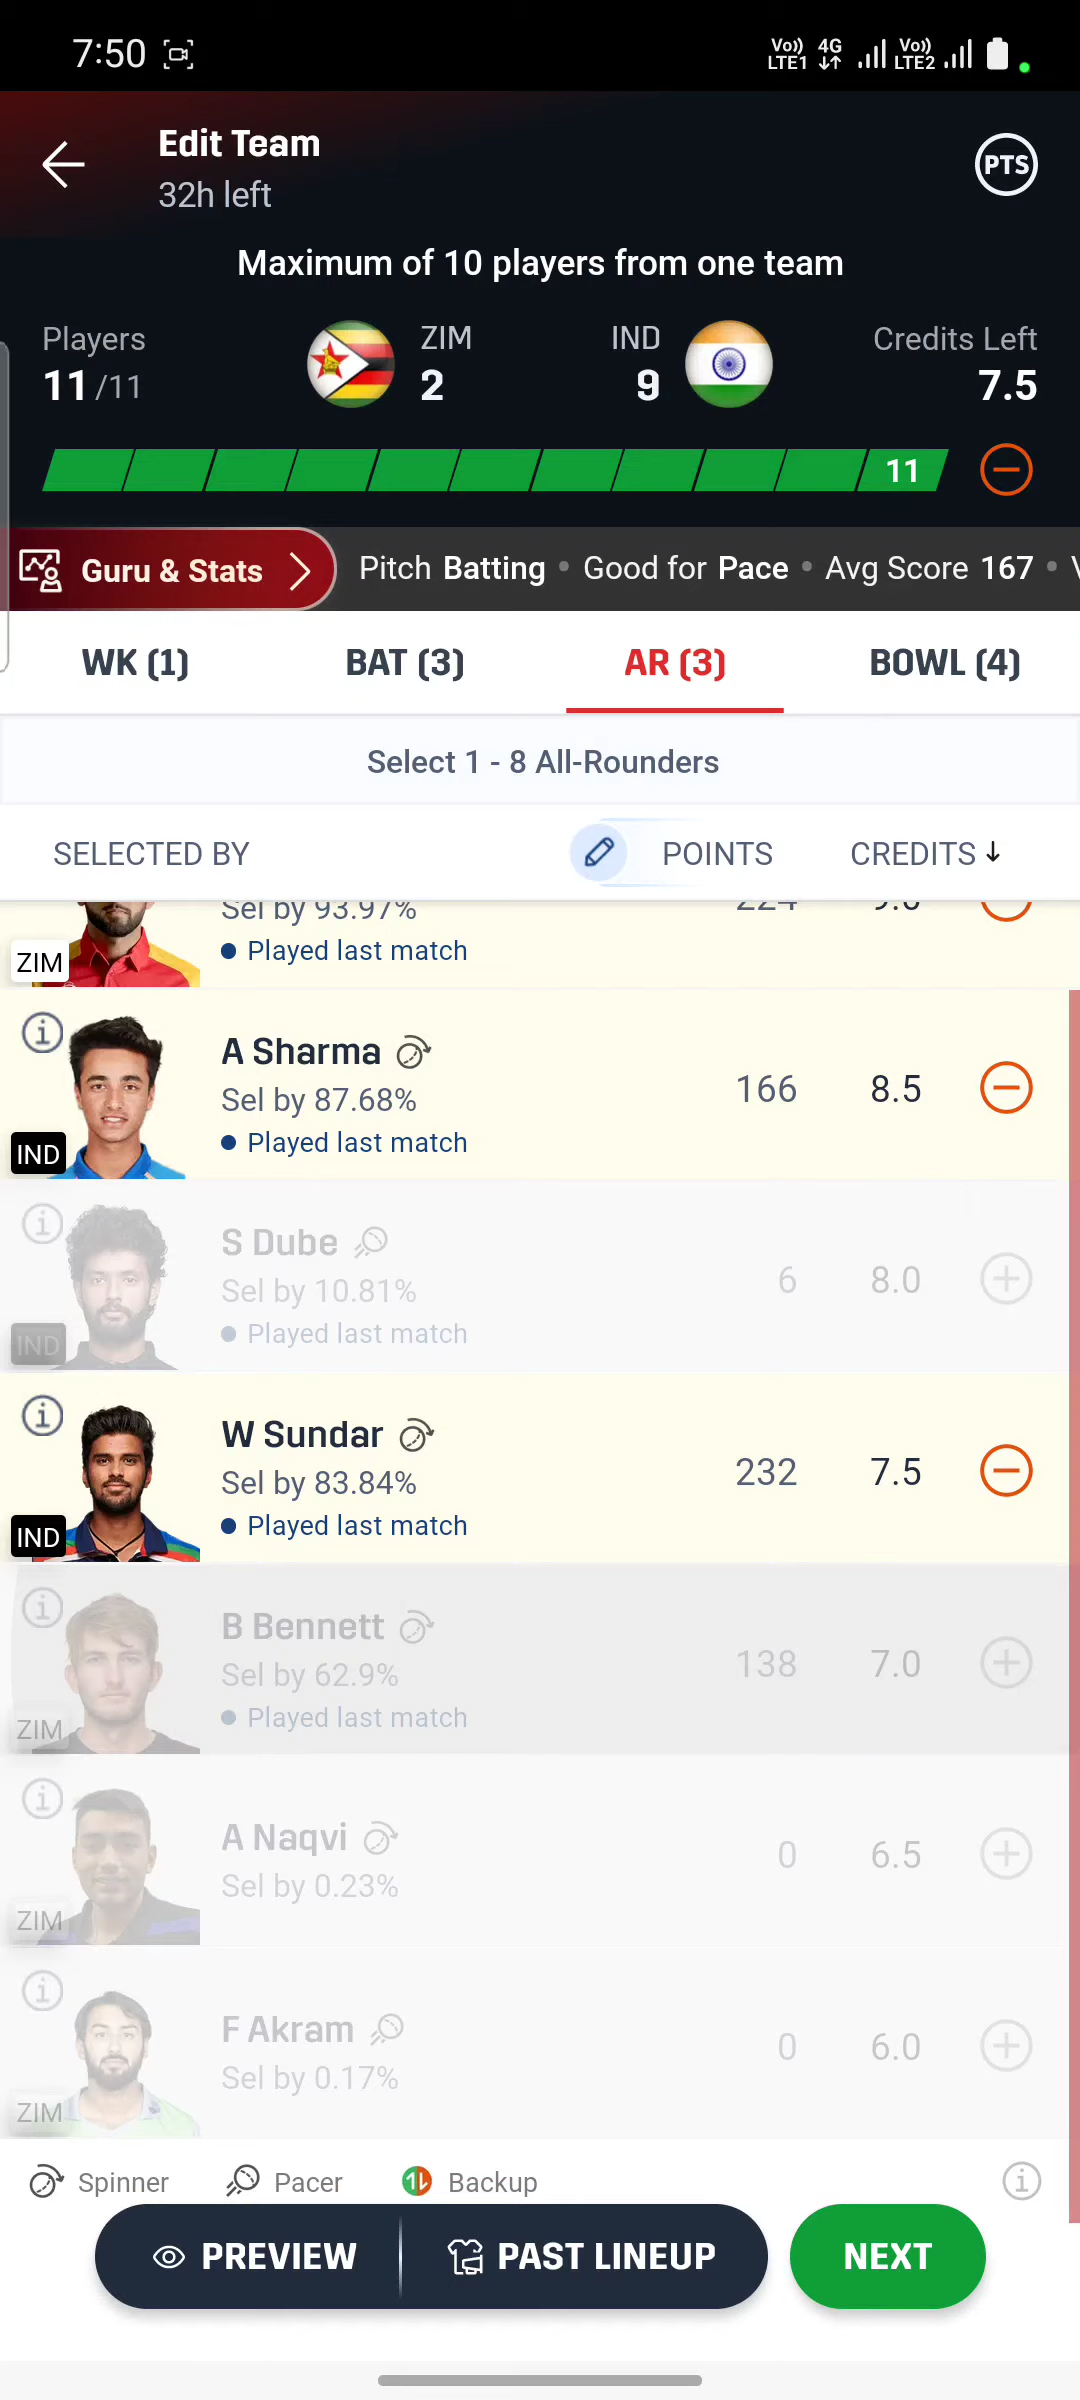 7:50
Vo)) LTE1 4G Vo)) LTE2
Edit Team
32h left
PTS
Maximum of 10 players from one team
Players ZIM IND Credits Left
11/11 2 9 7.5
11
Guru & Stats Pitch Batting • Good for Pace • Avg Score 167 •
WK (1) BAT (3) AR (3) BOWL (4)
Select 1 - 8 All-Rounders
SELECTED BY POINTS CREDITS ↓
Sel by 93.97% 224
ZIM • Played last match
A Sharma
Sel by 87.68% 166 8.5
IND • Played last match
S Dube
Sel by 10.81% 6 8.0
IND • Played last match
W Sundar
Sel by 83.84% 232 7.5
IND • Played last match
B Bennett
Sel by 62.9% 138 7.0
ZIM • Played last match
A Naqvi
Sel by 0.23% 0 6.5
ZIM
F Akram
Sel by 0.17% 0 6.0
ZIM
Spinner Pacer Backup
PREVIEW PAST LINEUP NEXT